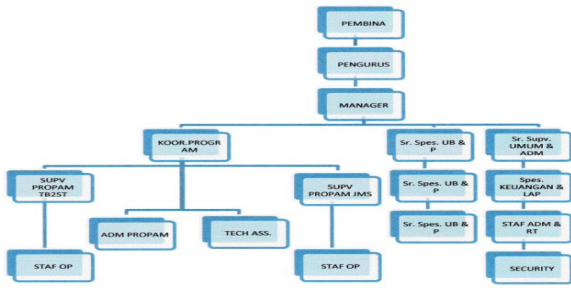 PEMBINA
PENGURUS
MANAGER
KOOR.PROGR
AM
Sr. Spes. UB &
P
Sr. Supv.
UMUM &
ADM
SUPV
PROPAM
TB2ST
SUPV
PROPAM JMS
Sr. Spes. UB &
P
Spes.
KEUANGAN &
LAP
ADM PROPAM
TECH ASS.
Sr. Spes. UB &
P
STAF ADM &
RT
STAF OP
STAF OP
SECURITY